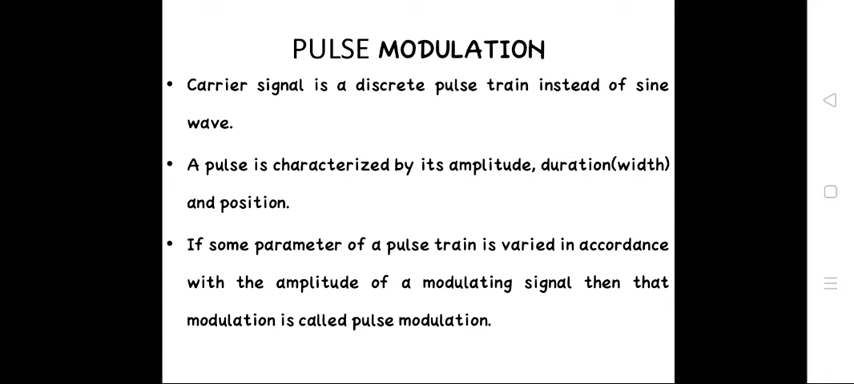 PULSE MODULATION
• Carrier signal is a discrete pulse train instead of sine
wave.
• A pulse is characterized by its amplitude, duration(width)
and position.
• If some parameter of a pulse train is varied in accordance
with the amplitude of a modulating signal then that
modulation is called pulse modulation.